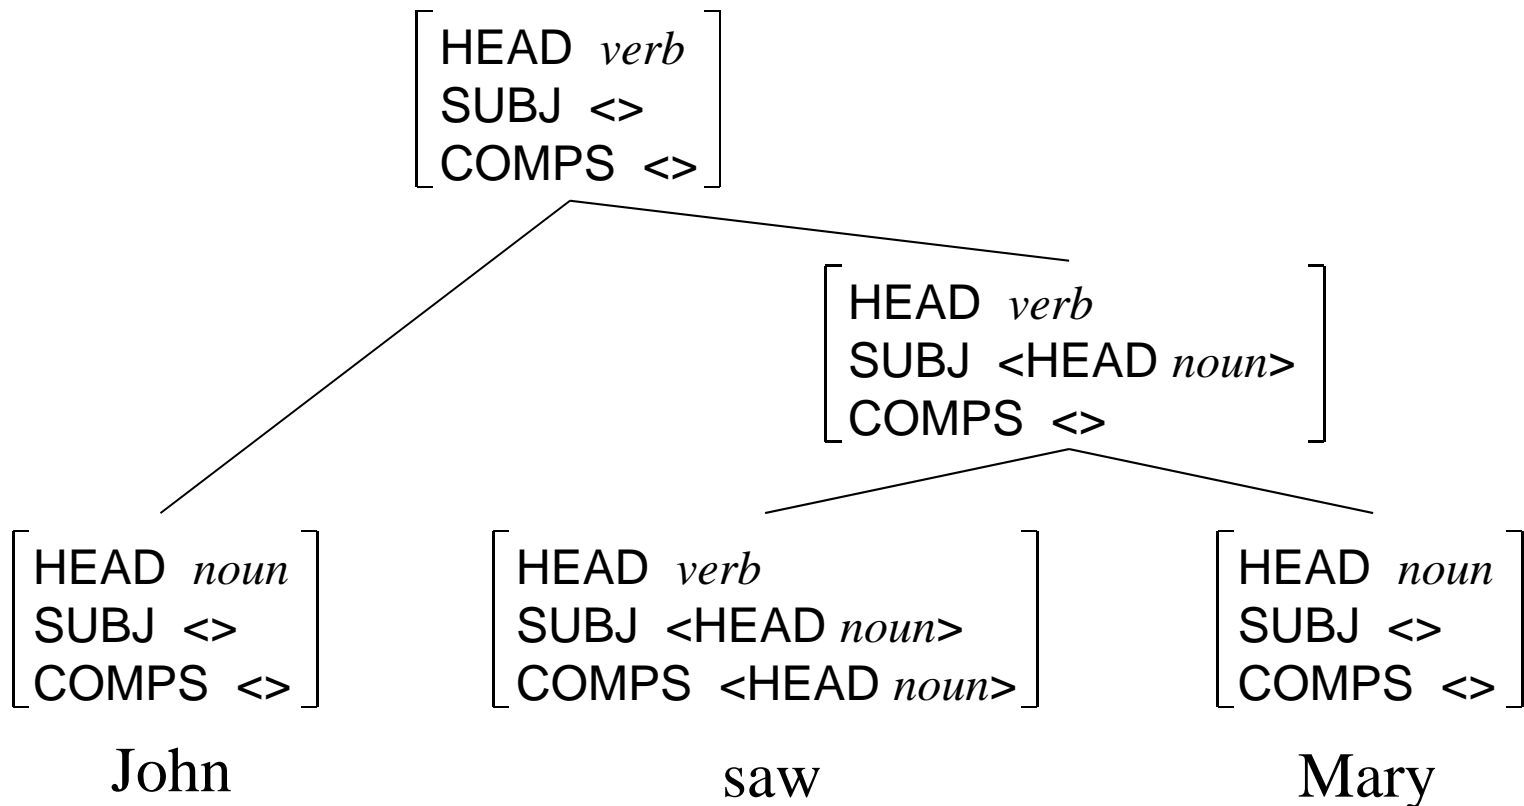 HEAD verb
SUBJ <>
COMPS <>
HEAD verb
SUBJ <HEAD noun>
COMPS <>
HEAD noun
SUBJ <>
COMPS <>
John
HEAD verb
SUBJ <HEAD noun>
COMPS <HEAD noun>
saw
HEAD noun
SUBJ <>
COMPS <>
Mary